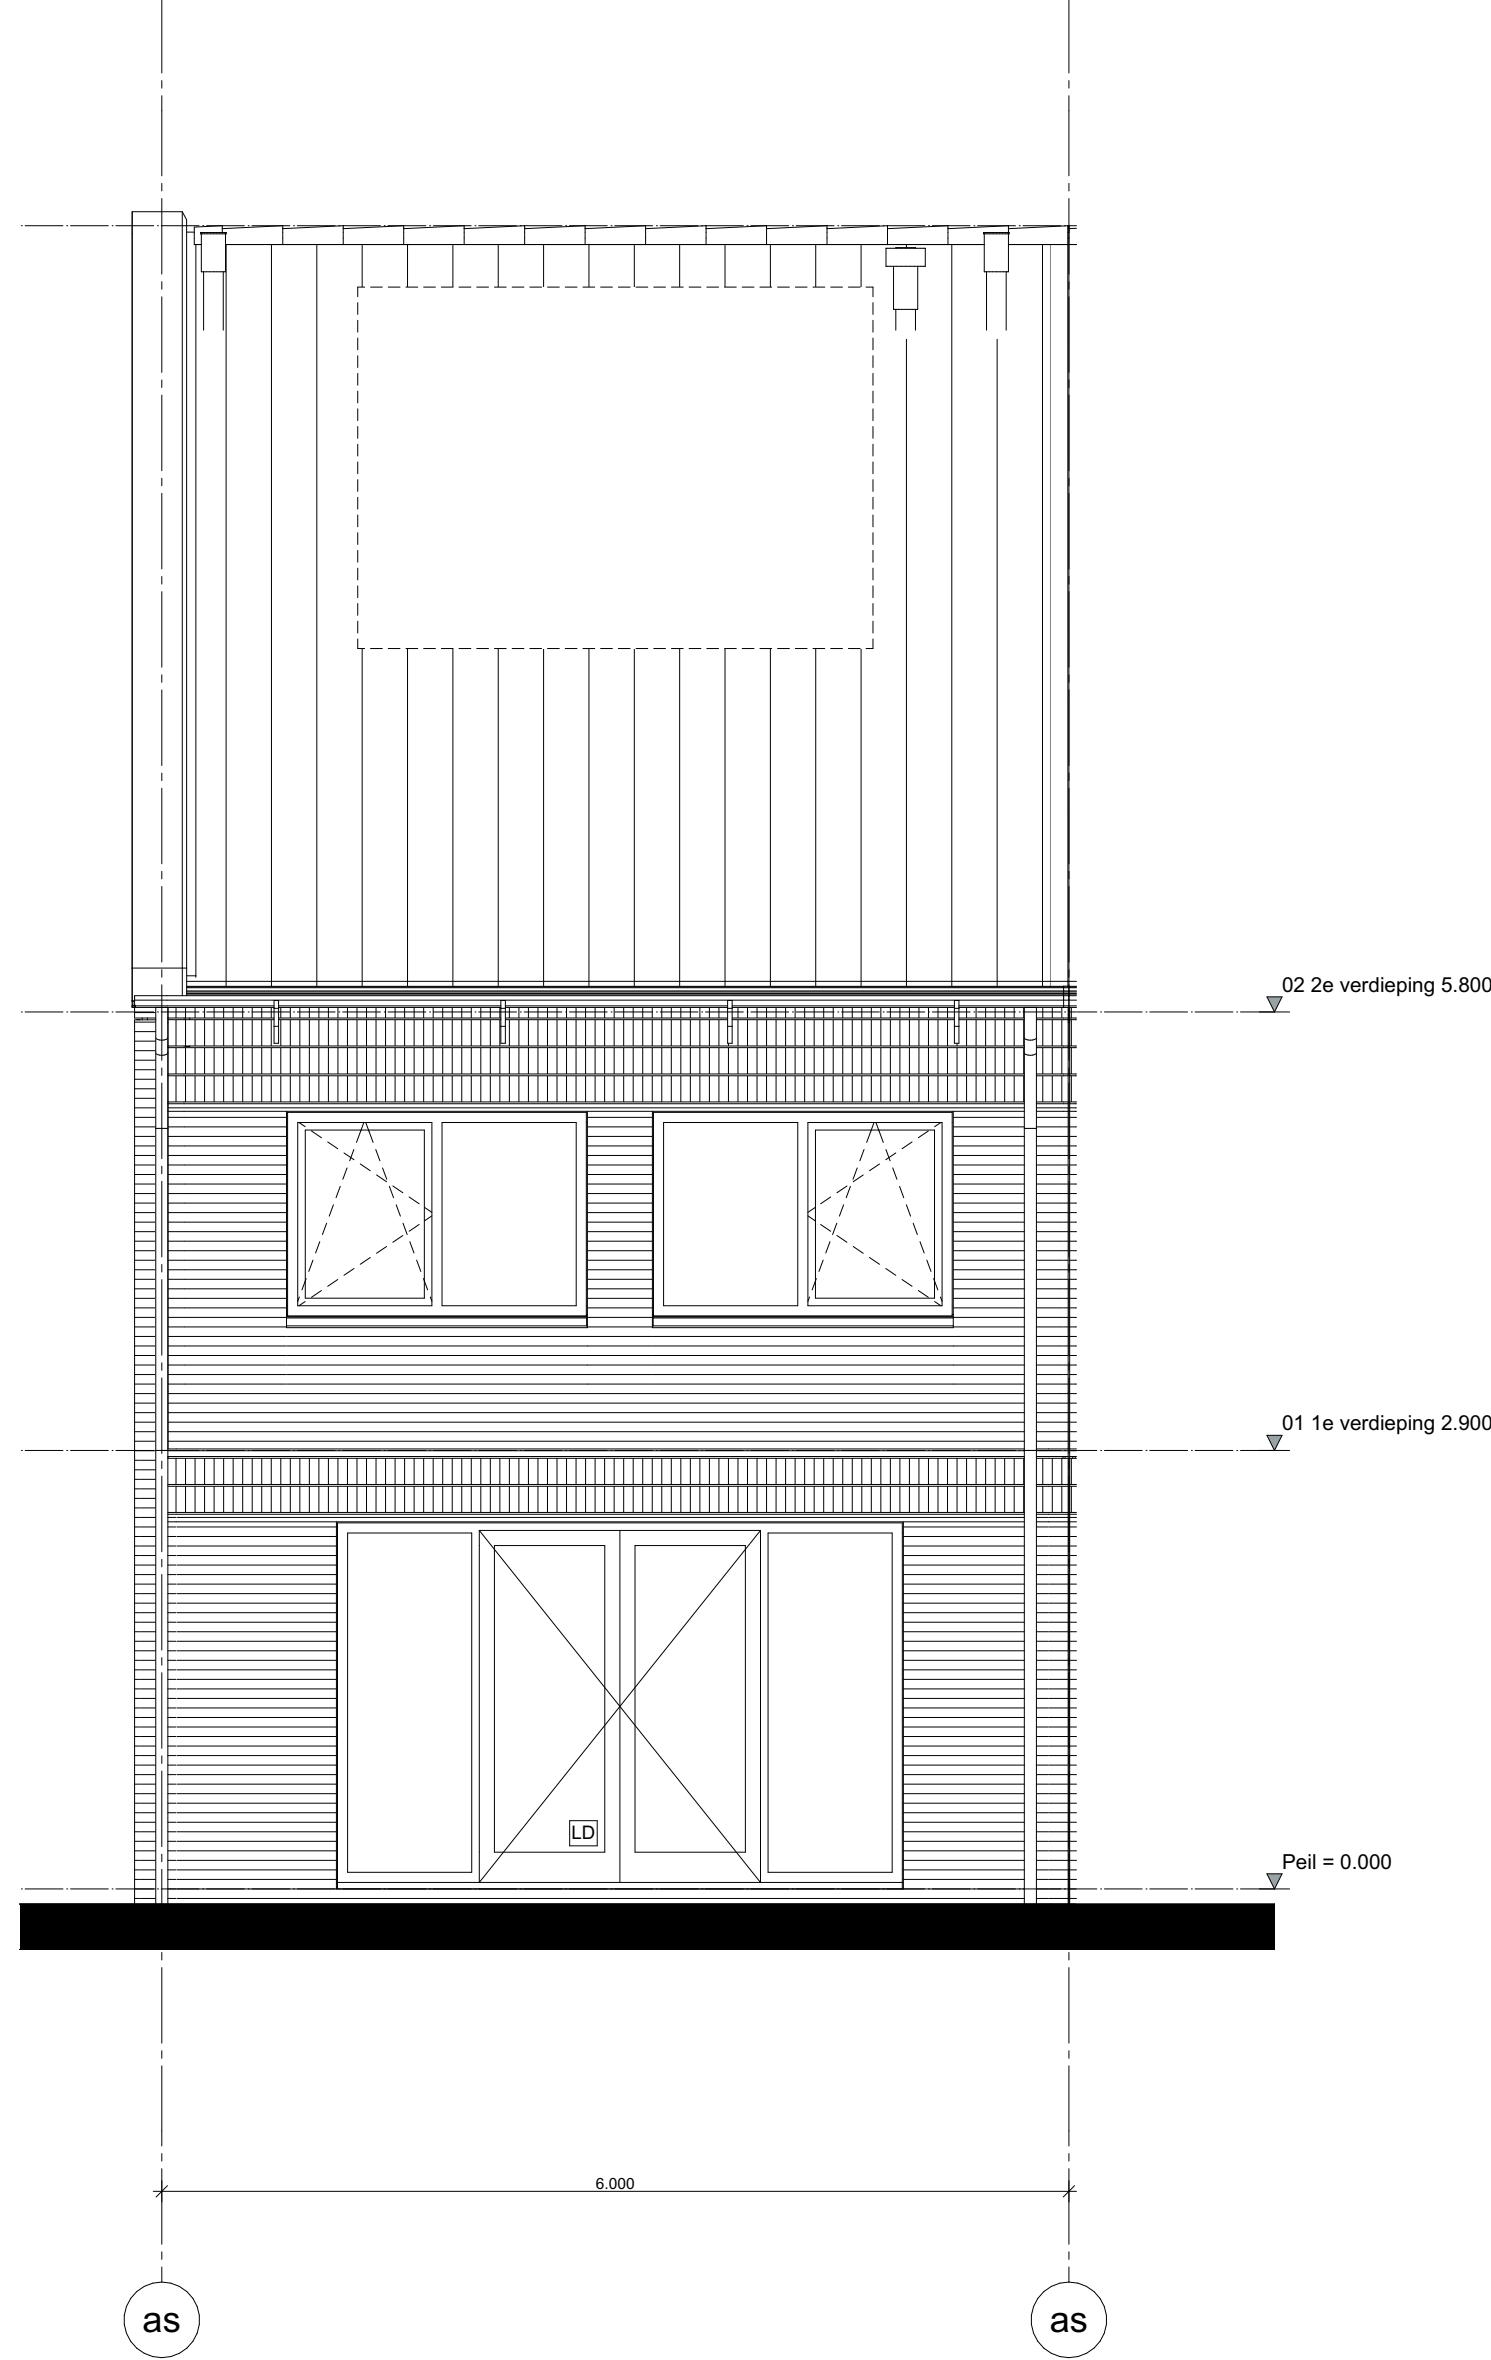 02 2e verdieping 5.800
01 1e verdieping 2.900
LD
Peil = 0.000
6.000
as
as